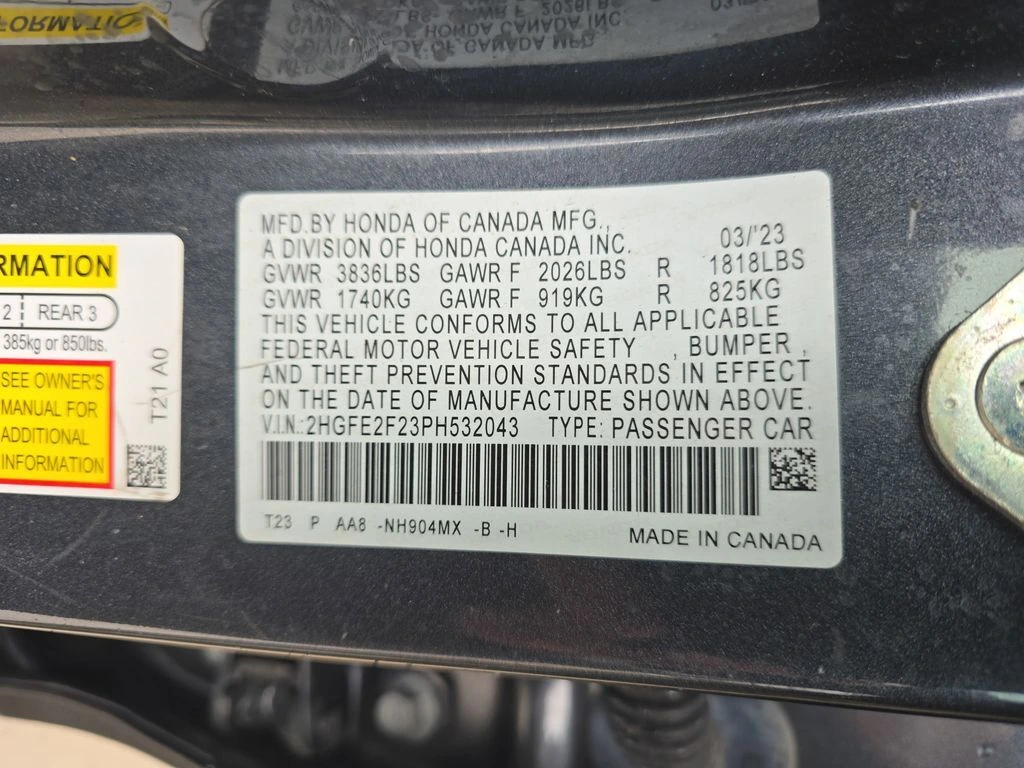 FORMATIO
MFD.BY HONDA OF CANADA MFG.,
A DIVISION OF HONDA CANADA INC. 03/'23
GVWR 3836LBS GAWR F 2026LBS R 1818LBS
GVWR 1740KG GAWR F 919KG R 825KG
THIS VEHICLE CONFORMS TO ALL APPLICABLE
FEDERAL MOTOR VEHICLE SAFETY , BUMPER ,
AND THEFT PREVENTION STANDARDS IN EFFECT
ON THE DATE OF MANUFACTURE SHOWN ABOVE.
V.I.N.:2HGFE2F23PH532043 TYPE: PASSENGER CAR
T23 P AA8 -NH904MX -B -H
MADE IN CANADA
RMATION
2 REAR 3
385kg or 850lbs.
SEE OWNER'S
MANUAL FOR
ADDITIONAL
INFORMATION
T21 A0